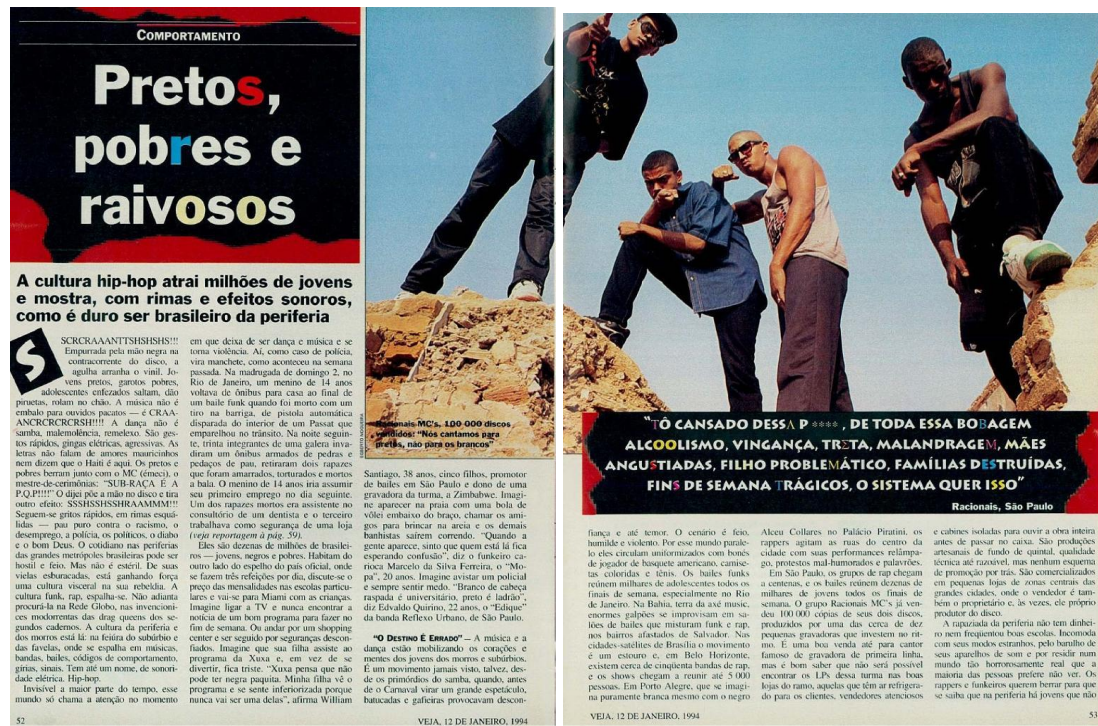 COMPORTAMENTO
Pretos,
pobres e
raivosos
A cultura hip-hop atrai milhões de jovens
e mostra, com rimas e efeitos sonoros,
como é duro ser brasileiro da periferia
S
SCRCRAAANTTSHSHSHS!!!
Empurrada pela mão negra na
contracorrente do disco, a
agulha arranha o vinil. Jo-
vens pretos, garotos pobres,
adolescentes enfezados saltam, dão
piruetas, rolam no chão. A música não é
embalo para ouvidos pacatos — é CRAA-
ANCRCRCRCRSH!!!! A dança não é
samba, malemolência, remelexo. São ges-
tos rápidos, gingas elétricas, agressivas. As
letras não falam de amores mauricinhos
nem dizem que o Haiti é aqui. Os pretos e
pobres berram junto com o MC (emeci), o
mestre-de-cerimônias: “SUB-RAÇA É A
P.Q.P!!!!” O dijei põe a mão no disco e tira
outro efeito: SSSHSSHSSHRAAMMM!!!
Seguem-se gritos rápidos, em rimas esquá-
lidas — pau puro contra o racismo, o
desemprego, a polícia, os políticos, o diabo
e o bom Deus. O cotidiano nas periferias
das grandes metrópoles brasileiras pode ser
hostil e feio. Mas não é estéril. De suas
vielas esburacadas, está ganhando força
uma cultura visceral na sua rebeldia. A
cultura funk, rap, espalha-se. Não adianta
procurá-la na Rede Globo, nas invencioni-
ces modorrentas das drag queens dos se-
gundos cadernos. A cultura da periferia e
dos morros está lá: na feiúra do subúrbio e
das favelas, onde se espalha em músicas,
bandas, bailes, códigos de comportamento,
gírias, sinais. Tem até um nome, de sonori-
dade elétrica. Hip-hop.
Invisível a maior parte do tempo, esse
mundo só chama a atenção no momento
em que deixa de ser dança e música e se
torna violência. Aí, como caso de polícia,
vira manchete, como aconteceu na semana
passada. Na madrugada de domingo 2, no
Rio de Janeiro, um menino de 14 anos
voltava de ônibus para casa ao final de
um baile funk quando foi morto com um
tiro na barriga, de pistola automática
disparada do interior de um Passat que
emparelhou no trânsito. Na noite seguin-
te, trinta integrantes de uma galera inva-
diram um ônibus armados de pedras e
pedaços de pau, retiraram dois rapazes
que foram amarrados, torturados e mortos
a bala. O menino de 14 anos iria assumir
seu primeiro emprego no dia seguinte.
Um dos rapazes mortos era assistente no
consultório de um dentista e o terceiro
trabalhava como segurança de uma loja
(veja reportagem à pág. 59).
Eles são dezenas de milhões de brasilei-
ros — jovens, negros e pobres. Habitam do
outro lado do espelho do país oficial, onde
se fazem três refeições por dia, discute-se o
preço das mensalidades nas escolas particu-
lares e vai-se para Miami com as crianças.
Imagine ligar a TV e nunca encontrar a
notícia de um bom programa para fazer no
fim de semana. Ou andar por um shopping
center e ser seguido por seguranças descon-
fiados. Imagine que sua filha assiste ao
programa da Xuxa e, em vez de se
divertir, fica triste. “Xuxa pensa que não
pode ter negra paquita. Minha filha vê o
programa e se sente inferiorizada porque
nunca vai ser uma delas”, afirma William
Racionais MC's, 100 000 discos
vendidos: “Nós cantamos para
pretos, não para os brancos”
Santiago, 38 anos, cinco filhos, promotor
de bailes em São Paulo e dono de uma
gravadora da turma, a Zimbabwe. Imagi-
ne aparecer na praia com uma bola de
vôlei embaixo do braço, chamar os ami-
gos para brincar na areia e os demais
banhistas saírem correndo. “Quando a
gente aparece, sinto que quem está lá fica
esperando confusão”, diz o funkeiro ca-
rioca Marcelo da Silva Ferreira, o “Mo-
pa”, 20 anos. Imagine avistar um policial
e sempre sentir medo. “Branco de cabeça
raspada é universitário, preto é ladrão”,
diz Edvaldo Quirino, 22 anos, o “Edique”
da banda Reflexo Urbano, de São Paulo.
“O DESTINO É ERRADO” — A música e a
dança estão mobilizando os corações e
mentes dos jovens dos morros e subúrbios.
É um movimento jamais visto, talvez, des-
de os primórdios do samba, quando, antes
de o Carnaval virar um grande espetáculo,
batucadas e gafieiras provocavam descon-
52
VEJA, 12 DE JANEIRO, 1994
“TÔ CANSADO DESSA P **** , DE TODA ESSA BOBAGEM
ALCOOLISMO, VINGANÇA, TRETA, MALANDRAGEM, MÃES
ANGUSTIADAS, FILHO PROBLEMÁTICO, FAMÍLIAS DESTRUÍDAS,
FINS DE SEMANA TRÁGICOS, O SISTEMA QUER ISSO”
Racionais, São Paulo
fiança e até temor. O cenário é feio,
humilde e violento. Por esse mundo parale-
lo eles circulam uniformizados com bonés
de jogador de basquete americano, camise-
tas coloridas e tênis. Os bailes funks
reúnem milhares de adolescentes todos os
finais de semana, especialmente no Rio
de Janeiro. Na Bahia, terra da axé music,
enormes galpões se improvisam em sa-
lões de bailes que misturam funk e rap,
nos bairros afastados de Salvador. Nas
cidades-satélites de Brasília o movimento
é um estouro e, em Belo Horizonte,
existem cerca de cinqüenta bandas de rap,
e os shows chegam a reunir até 5 000
pessoas. Em Porto Alegre, que se imagi-
na puramente branca mesmo com o negro
Alceu Collares no Palácio Piratini, os
rappers agitam as ruas do centro da
cidade com suas performances relâmpa-
go, protestos mal-humorados e palavrões.
Em São Paulo, os grupos de rap chegam
a centenas, e os bailes reúnem dezenas de
milhares de jovens todos os finais de
semana. O grupo Racionais MC's já ven-
deu 100 000 cópias de seus dois discos,
produzidos por uma das cerca de dez
pequenas gravadoras que investem no rit-
mo. É uma boa venda até para cantor
famoso de gravadora de primeira linha,
mas é bom saber que não será possível
encontrar os LPs dessa turma nas boas
lojas do ramo, aquelas que têm ar refrigera-
do para os clientes, vendedores atenciosos
e cabines isoladas para ouvir a obra inteira
antes de passar no caixa. São produções
artesanais de fundo de quintal, qualidade
técnica até razoável, mas nenhum esquema
de promoção por trás. São comercializados
em pequenas lojas de zonas centrais das
grandes cidades, onde o vendedor é tam-
bém o proprietário e, às vezes, ele próprio
produtor do disco.
A rapaziada da periferia não tem dinhei-
ro nem freqüentou boas escolas. Incomoda
com seus modos estranhos, pelo barulho de
seus aparelhos de som e por residir num
mundo tão horrorosamente real que a
maioria das pessoas prefere não ver. Os
rappers e funkeiros querem berrar para que
se saiba que na periferia há jovens que não
VEJA, 12 DE JANEIRO, 1994
53